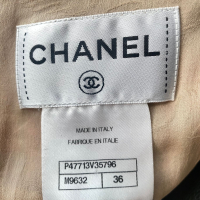 CHANEL
MADE IN ITALY
FABRIQUE EN ITALIE
P47713V35796
M9632 36